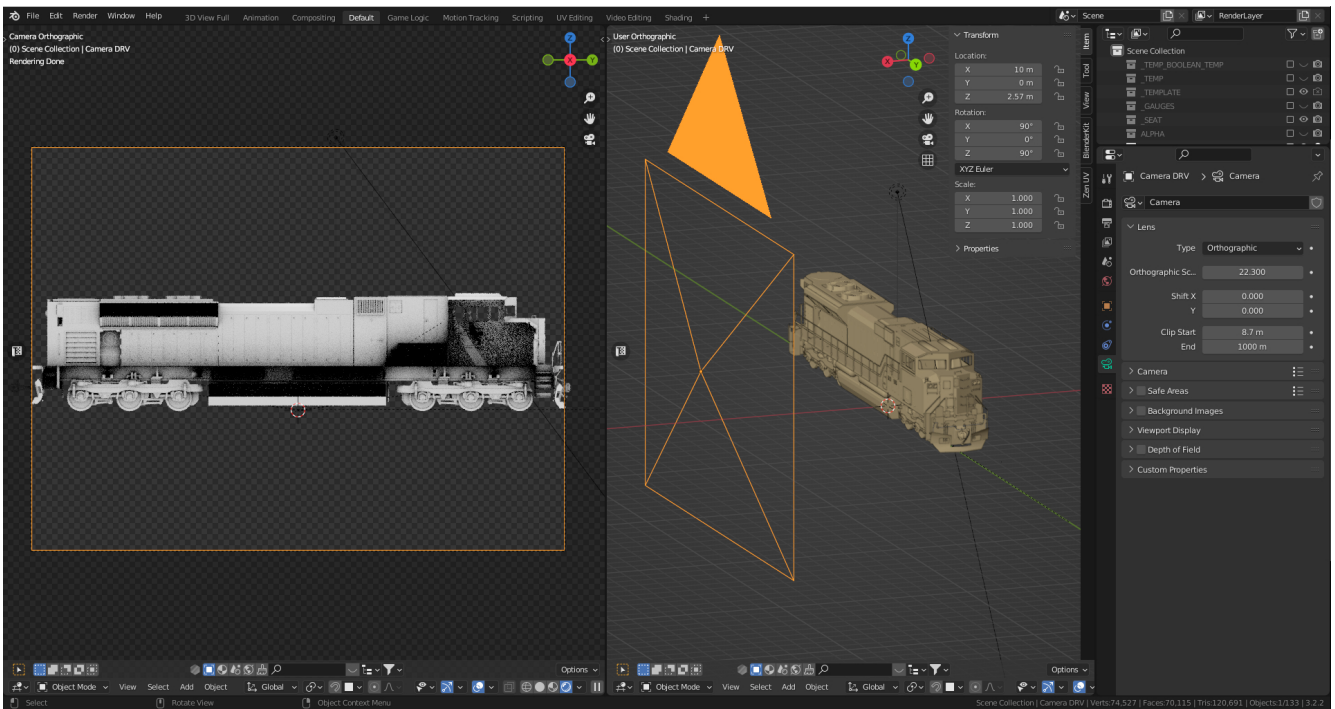 File Edit Render Window Help 3D View Full Animation Compositing Default Game Logic Motion Tracking Scripting UV Editing Video Editing Shading + Scene RenderLayer
Camera Orthographic
(0) Scene Collection | Camera DRV
Rendering Done
Z
X
Y
User Orthographic
(0) Scene Collection | Camera DRV
Z
X
Y
Transform
Location:
X 10 m
Y 0 m
Z 2.57 m
Rotation:
X 90°
Y 0°
Z 90°
XYZ Euler
Scale:
X 1.000
Y 1.000
Z 1.000
Properties
Item
Tool
View
BlenderKit
Zen UV
Scene Collection
_TEMP_BOOLEAN_TEMP
_TEMP
_TEMPLATE
_GAUGES
_SEAT
ALPHA
Camera DRV > Camera
Camera
Lens
Type Orthographic
Orthographic Sc.. 22.300
Shift X 0.000
Y 0.000
Clip Start 8.7 m
End 1000 m
Camera
Safe Areas
Background Images
Viewport Display
Depth of Field
Custom Properties
Options
Object Mode View Select Add Object Global
Options
Object Mode View Select Add Object Global
Select Rotate View Object Context Menu
Scene Collection | Camera DRV | Verts:74,527 | Faces:70,115 | Tris:120,691 | Objects:1/133 | 3.2.2